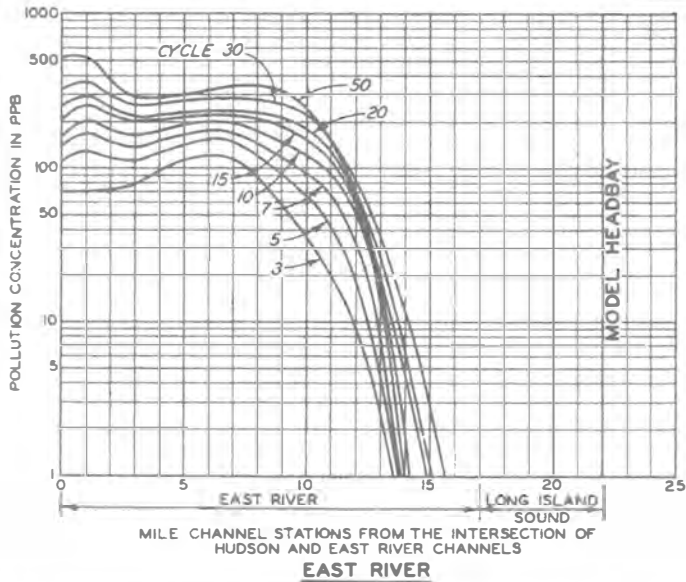 1000
500
100
50
10
5
1
POLLUTION CONCENTRATION IN PPB
CYCLE 30
50
20
15
10
7
5
3
MODEL HEADBAY
0
5
10
15
20
25
EAST RIVER
LONG ISLAND
SOUND
MILE CHANNEL STATIONS FROM THE INTERSECTION OF
HUDSON AND EAST RIVER CHANNELS
EAST RIVER